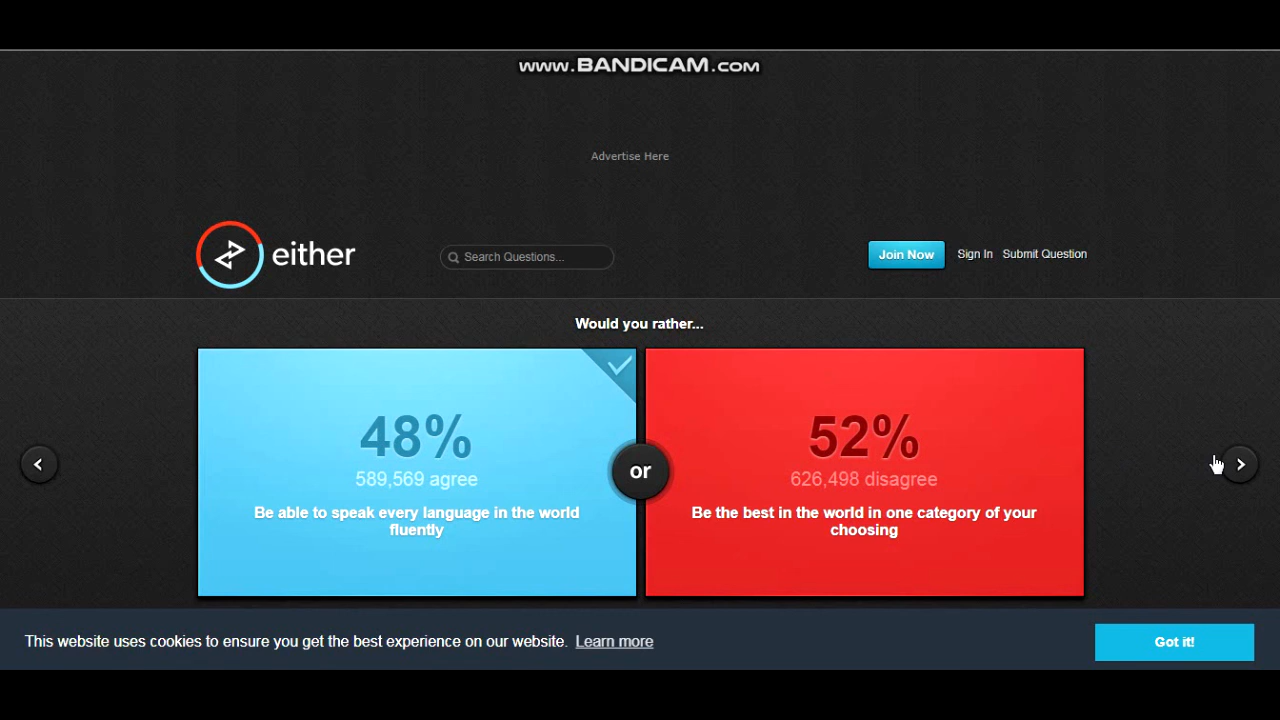 www.BANDICAM.com
Advertise Here
either
Search Questions...
Join Now
Sign In
Submit Question
Would you rather...
48%
589,569 agree
Be able to speak every language in the world
fluently
or
52%
626,498 disagree
Be the best in the world in one category of your
choosing
This website uses cookies to ensure you get the best experience on our website. Learn more
Got it!